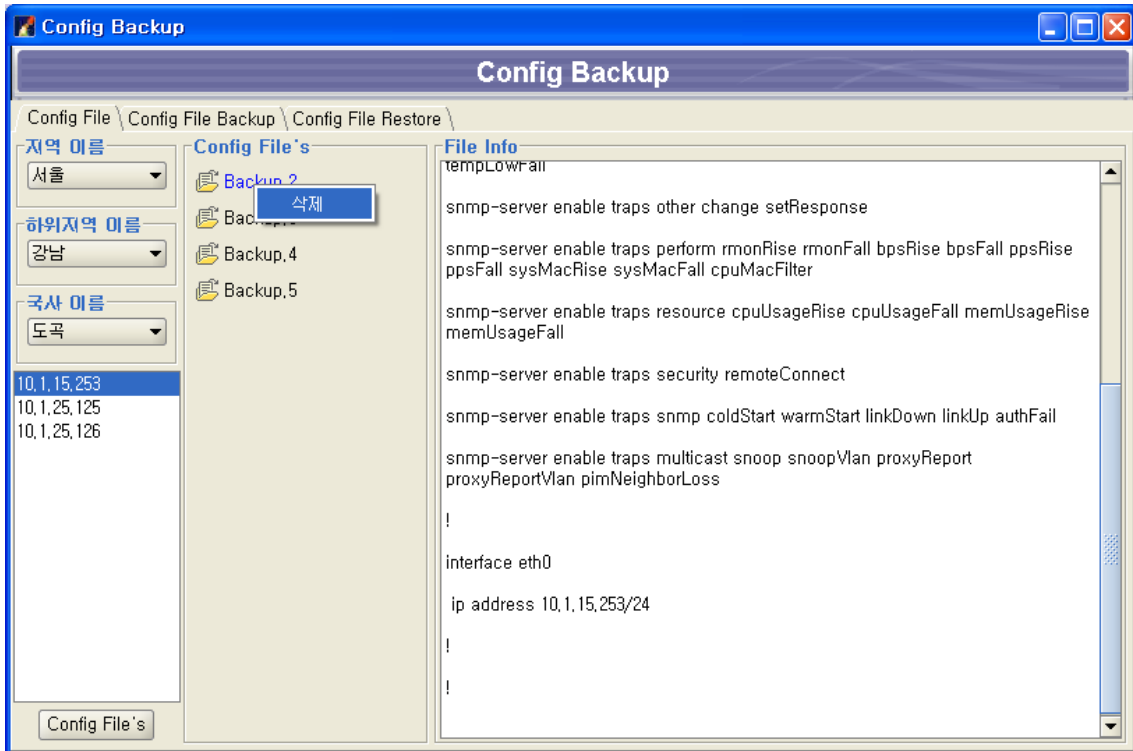 Config Backup
Config Backup
Config File
Config File Backup
Config File Restore
지역 이름
서울
하위지역 이름
강남
국사 이름
도곡
10,1,15,253
10,1,25,125
10,1,25,126
Config File's
Config File's
Backup,2
삭제
Backup,4
Backup,5
File Info
tempLowFall
snmp-server enable traps other change setResponse
snmp-server enable traps perform rmonRise rmonFall bpsRise bpsFall ppsRise
ppsFall sysMacRise sysMacFall cpuMacFilter
snmp-server enable traps resource cpuUsageRise cpuUsageFall memUsageRise
memUsageFall
snmp-server enable traps security remoteConnect
snmp-server enable traps snmp coldStart warmStart linkDown linkUp authFail
snmp-server enable traps multicast snoop snoopVlan proxyReport
proxyReportVlan pimNeighborLoss
!
interface eth0
ip address 10,1,15,253/24
!
!